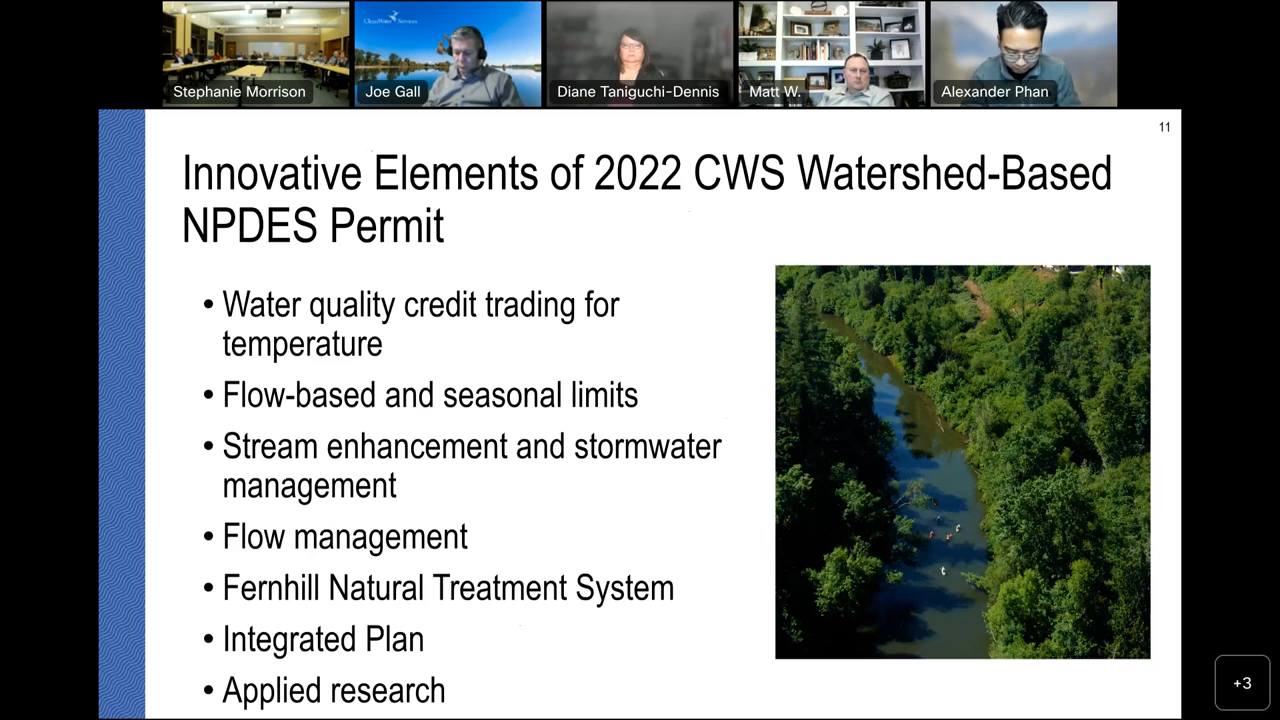 CleanWater Services
Stephanie Morrison
Joe Gall
Diane Taniguchi-Dennis
Matt W.
Alexander Phan
11
Innovative Elements of 2022 CWS Watershed-Based
NPDES Permit
• Water quality credit trading for
temperature
• Flow-based and seasonal limits
• Stream enhancement and stormwater
management
• Flow management
• Fernhill Natural Treatment System
• Integrated Plan
• Applied research
+3